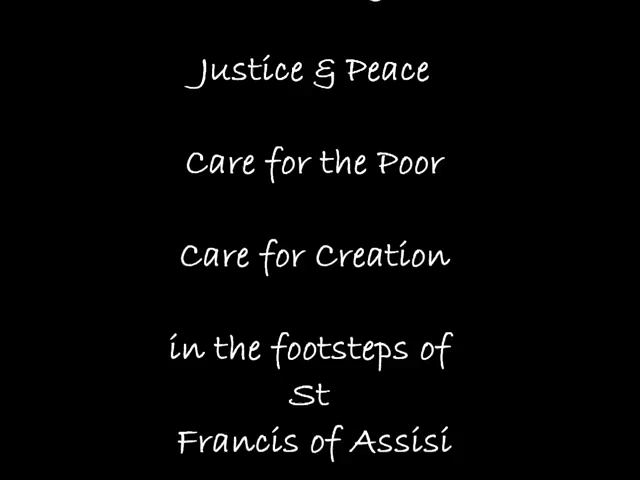 Justice & Peace
Care for the Poor
Care for Creation
in the footsteps of
St
Francis of Assisi